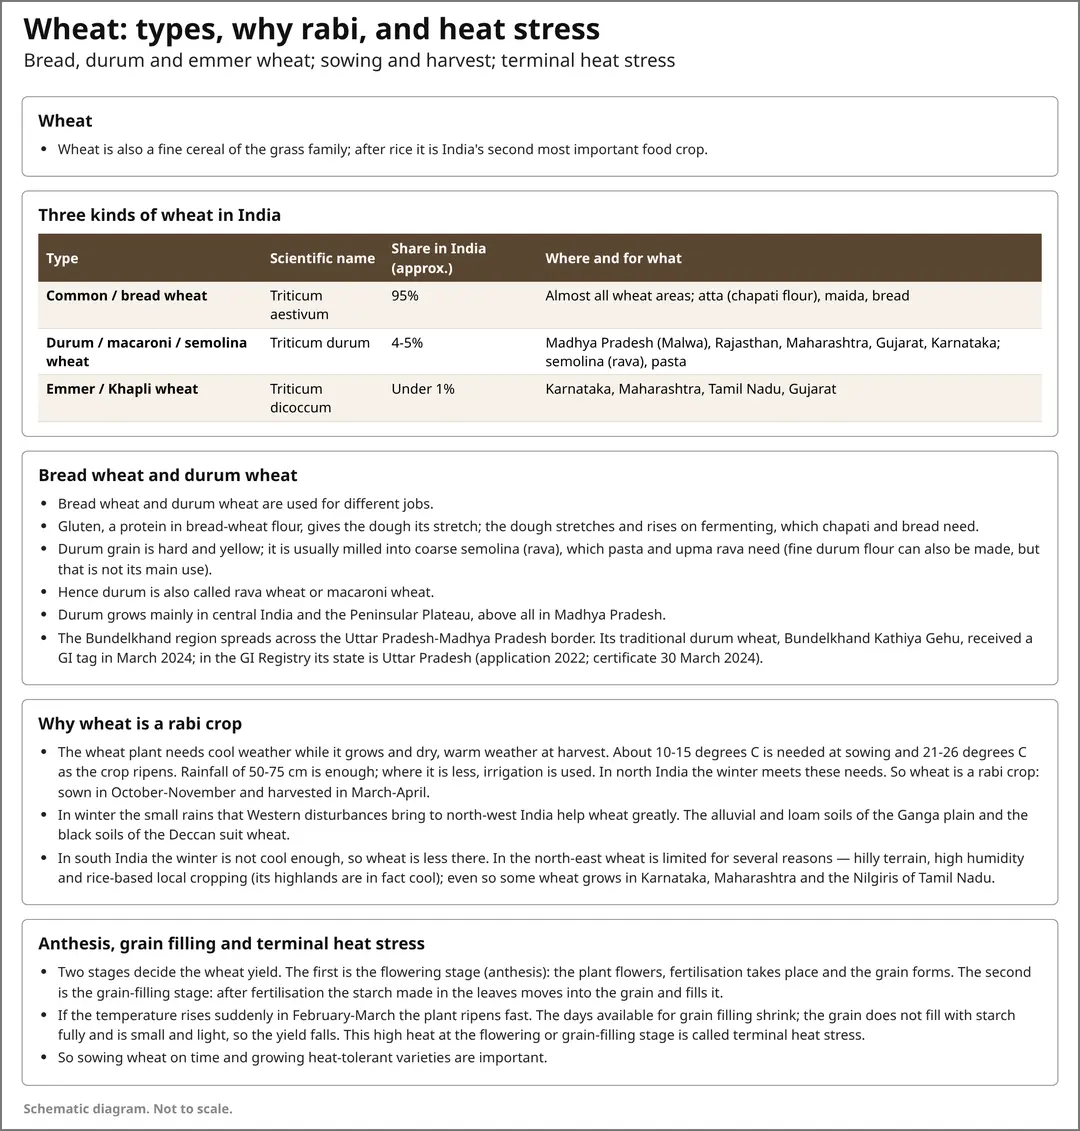 Wheat: types, why rabi, and heat stress
Bread, durum and emmer wheat; sowing and harvest; terminal heat stress
Wheat
• Wheat is also a fine cereal of the grass family; after rice it is India's second most important food crop.
Three kinds of wheat in India
Type
Scientific name
Share in India
(approx.)
Where and for what
Common / bread wheat
Triticum
aestivum
95%
Almost all wheat areas; atta (chapati flour), maida, bread
Durum / macaroni / semolina
wheat
Triticum durum
4-5%
Madhya Pradesh (Malwa), Rajasthan, Maharashtra, Gujarat, Karnataka;
semolina (rava), pasta
Emmer / Khapli wheat
Triticum
dicoccum
Under 1%
Karnataka, Maharashtra, Tamil Nadu, Gujarat
Bread wheat and durum wheat
• Bread wheat and durum wheat are used for different jobs.
• Gluten, a protein in bread-wheat flour, gives the dough its stretch; the dough stretches and rises on fermenting, which chapati and bread need.
• Durum grain is hard and yellow; it is usually milled into coarse semolina (rava), which pasta and upma rava need (fine durum flour can also be made, but
that is not its main use).
• Hence durum is also called rava wheat or macaroni wheat.
• Durum grows mainly in central India and the Peninsular Plateau, above all in Madhya Pradesh.
• The Bundelkhand region spreads across the Uttar Pradesh-Madhya Pradesh border. Its traditional durum wheat, Bundelkhand Kathiya Gehu, received a
GI tag in March 2024; in the GI Registry its state is Uttar Pradesh (application 2022; certificate 30 March 2024).
Why wheat is a rabi crop
• The wheat plant needs cool weather while it grows and dry, warm weather at harvest. About 10-15 degrees C is needed at sowing and 21-26 degrees C
as the crop ripens. Rainfall of 50-75 cm is enough; where it is less, irrigation is used. In north India the winter meets these needs. So wheat is a rabi crop:
sown in October-November and harvested in March-April.
• In winter the small rains that Western disturbances bring to north-west India help wheat greatly. The alluvial and loam soils of the Ganga plain and the
black soils of the Deccan suit wheat.
• In south India the winter is not cool enough, so wheat is less there. In the north-east wheat is limited for several reasons — hilly terrain, high humidity
and rice-based local cropping (its highlands are in fact cool); even so some wheat grows in Karnataka, Maharashtra and the Nilgiris of Tamil Nadu.
Anthesis, grain filling and terminal heat stress
• Two stages decide the wheat yield. The first is the flowering stage (anthesis): the plant flowers, fertilisation takes place and the grain forms. The second
is the grain-filling stage: after fertilisation the starch made in the leaves moves into the grain and fills it.
• If the temperature rises suddenly in February-March the plant ripens fast. The days available for grain filling shrink; the grain does not fill with starch
fully and is small and light, so the yield falls. This high heat at the flowering or grain-filling stage is called terminal heat stress.
• So sowing wheat on time and growing heat-tolerant varieties are important.
Schematic diagram. Not to scale.